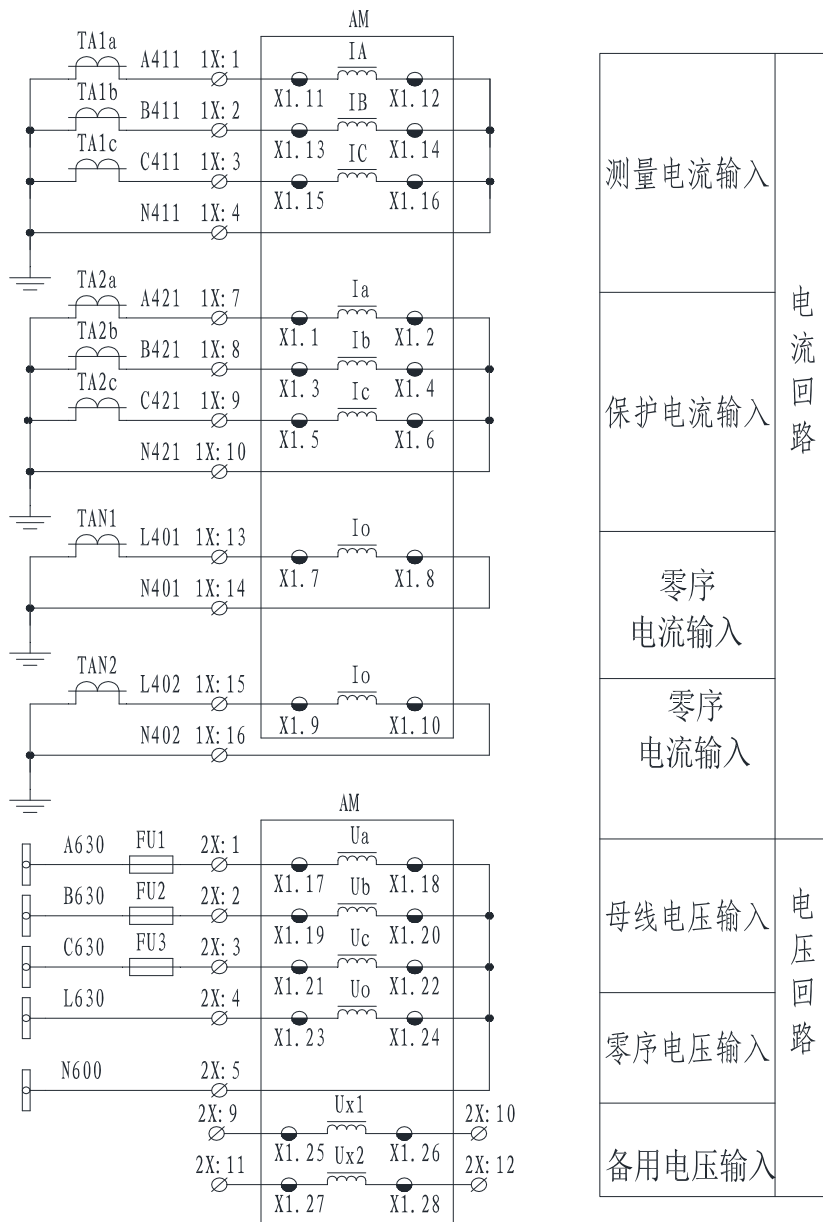 AM
TA1a A411 1X:1 IA
X1.11 X1.12
TA1b B411 1X:2 IB
X1.13 X1.14
TA1c C411 1X:3 IC
X1.15 X1.16
N411 1X:4
测量电流输入
TA2a A421 1X:7 Ia
X1.1 X1.2
TA2b B421 1X:8 Ib
X1.3 X1.4
TA2c C421 1X:9 Ic
X1.5 X1.6
N421 1X:10
保护电流输入
电流回路
TAN1 L401 1X:13 Io
X1.7 X1.8
N401 1X:14
零序
电流输入
TAN2 L402 1X:15 Io
X1.9 X1.10
N402 1X:16
零序
电流输入
AM
A630 FU1 2X:1 Ua
X1.17 X1.18
B630 FU2 2X:2 Ub
X1.19 X1.20
C630 FU3 2X:3 Uc
X1.21 X1.22
母线电压输入
L630 2X:4 Uo
X1.23 X1.24
N600 2X:5
零序电压输入
电压回路
2X:9 Ux1 2X:10
X1.25 X1.26
2X:11 Ux2 2X:12
X1.27 X1.28
备用电压输入